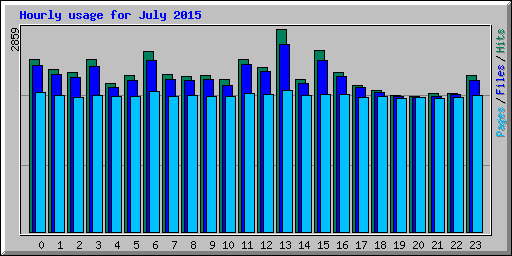 Hourly usage for July 2015
2859
Pages / Files / Hits
0 1 2 3 4 5 6 7 8 9 10 11 12 13 14 15 16 17 18 19 20 21 22 23